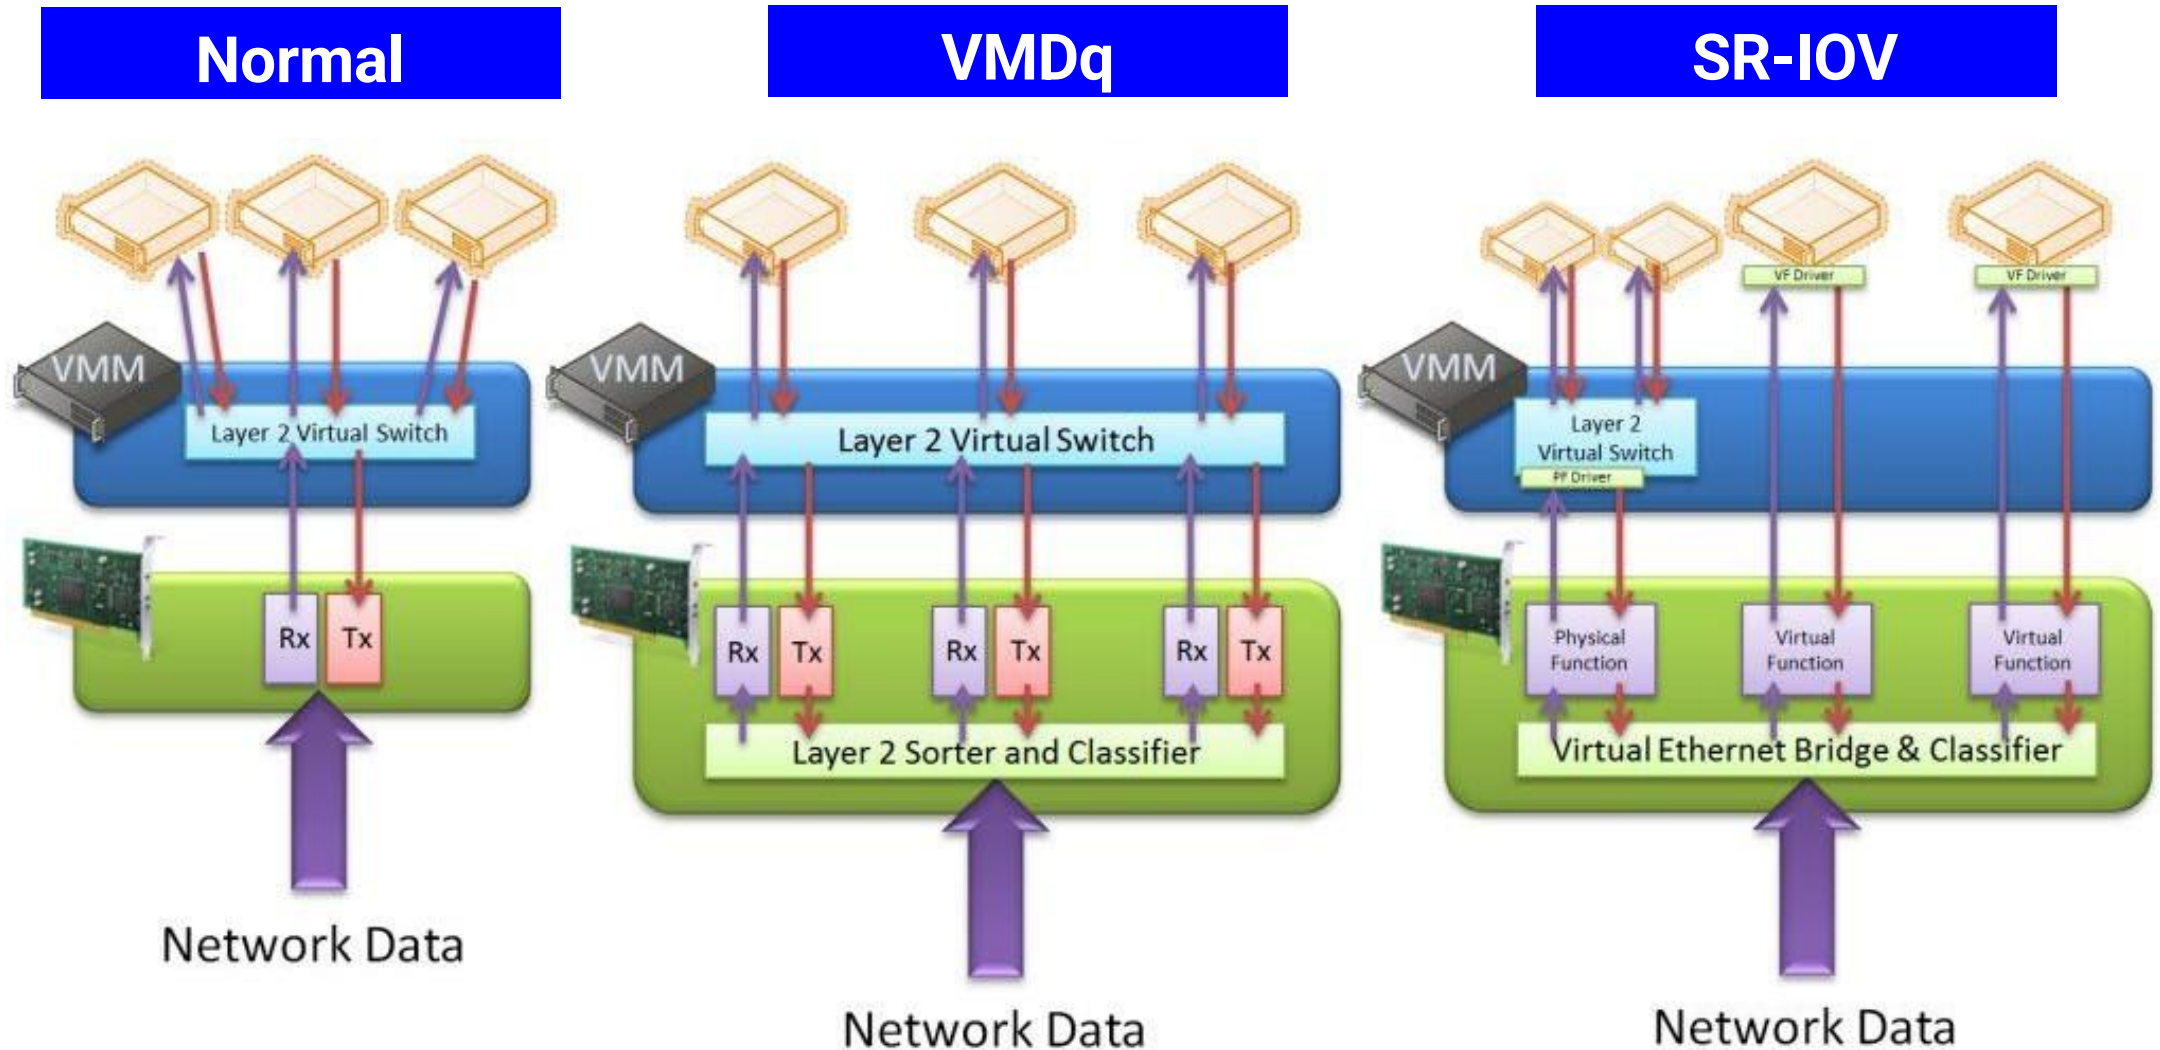 Normal
VMM
Layer 2 Virtual Switch
Rx
Tx
Network Data
VMDq
VMM
Layer 2 Virtual Switch
Rx
Tx
Rx
Tx
Rx
Tx
Layer 2 Sorter and Classifier
Network Data
SR-IOV
VF Driver
VF Driver
VMM
Layer 2
Virtual Switch
PF Driver
Physical
Function
Virtual
Function
Virtual
Function
Virtual Ethernet Bridge & Classifier
Network Data